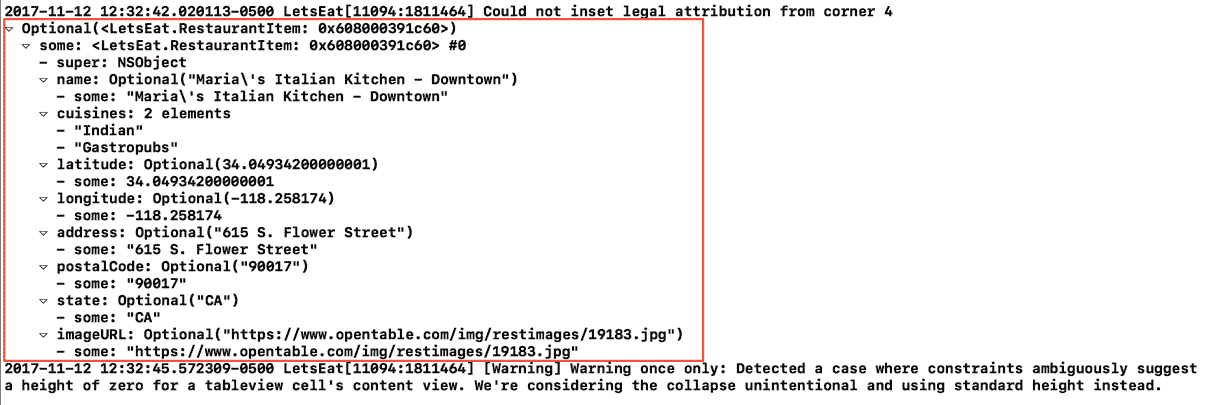 2017-11-12 12:32:42.020113-0500 LetsEat[11094:1811464] Could not inset legal attribution from corner 4
▿ Optional(<LetsEat.RestaurantItem: 0x608000391c60>)
▿ some: <LetsEat.RestaurantItem: 0x608000391c60> #0
- super: NSObject
▿ name: Optional("Maria\'s Italian Kitchen - Downtown")
- some: "Maria\'s Italian Kitchen - Downtown"
▿ cuisines: 2 elements
- "Indian"
- "Gastropubs"
▿ latitude: Optional(34.04934200000001)
- some: 34.04934200000001
▿ longitude: Optional(-118.258174)
- some: -118.258174
▿ address: Optional("615 S. Flower Street")
- some: "615 S. Flower Street"
▿ postalCode: Optional("90017")
- some: "90017"
▿ state: Optional("CA")
- some: "CA"
▿ imageURL: Optional("https://www.opentable.com/img/restimages/19183.jpg")
- some: "https://www.opentable.com/img/restimages/19183.jpg"
2017-11-12 12:32:45.572309-0500 LetsEat[11094:1811464] [Warning] Warning once only: Detected a case where constraints ambiguously suggest
a height of zero for a tableview cell's content view. We're considering the collapse unintentional and using standard height instead.